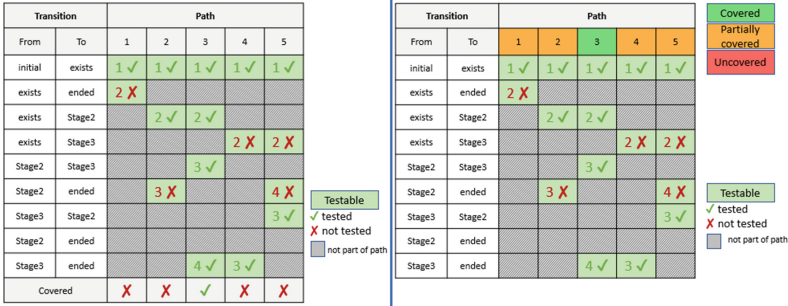 Transition Path
From To 1 2 3 4 5
initial exists 1 ✓ 1 ✓ 1 ✓ 1 ✓ 1 ✓
exists ended 2 ✗
exists Stage2 2 ✓ 2 ✓
exists Stage3 2 ✗ 2 ✗
Stage2 Stage3 3 ✓
Stage2 ended 3 ✗ 4 ✗
Stage3 Stage2 3 ✓
Stage2 ended
Stage3 ended 4 ✓ 3 ✓
Covered ✗ ✗ ✓ ✗ ✗
Testable
✓ tested
✗ not tested
not part of path
Transition Path
From To 1 2 3 4 5
initial exists 1 ✓ 1 ✓ 1 ✓ 1 ✓ 1 ✓
exists ended 2 ✗
exists Stage2 2 ✓ 2 ✓
exists Stage3 2 ✗ 2 ✗
Stage2 Stage3 3 ✓
Stage2 ended 3 ✗ 4 ✗
Stage3 Stage2 3 ✓
Stage2 ended
Stage3 ended 4 ✓ 3 ✓
Covered
Partially
covered
Uncovered
Testable
✓ tested
✗ not tested
not part of path